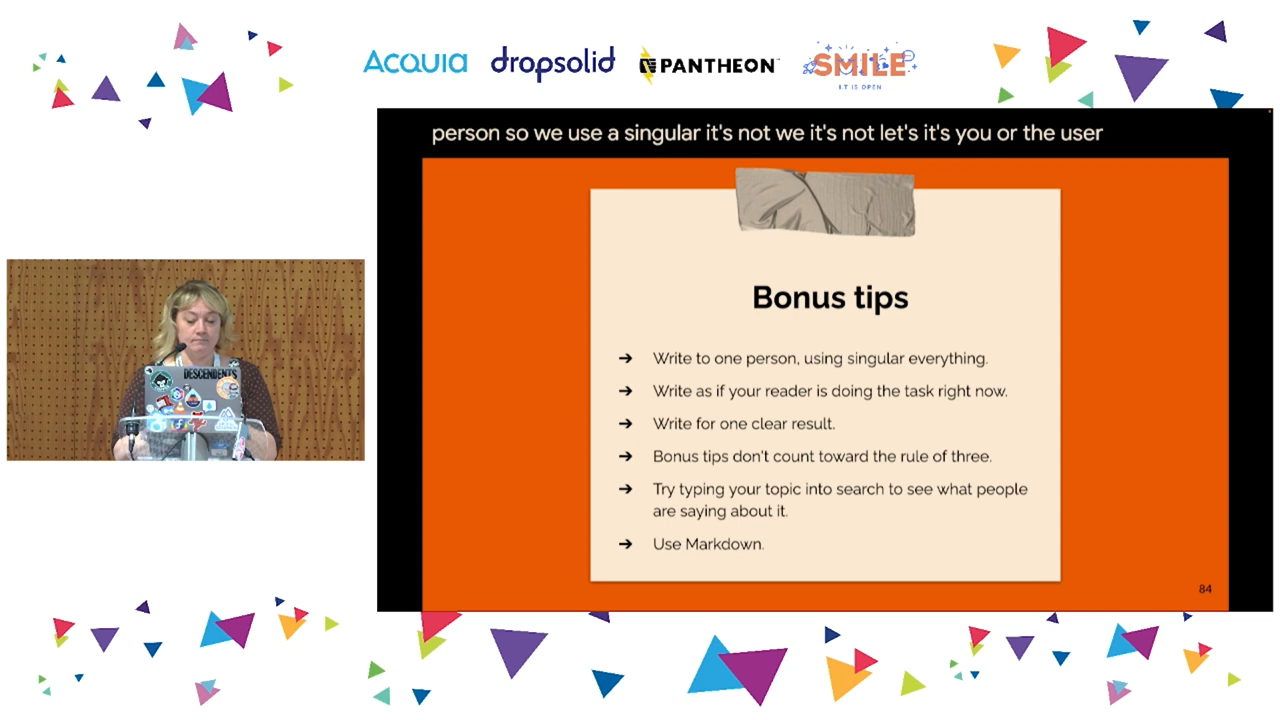 ACQUIA dropsolid PANTHEON SMILE
I.T IS OPEN
person so we use a singular it's not we it's not let's it's you or the user
Bonus tips
➔ Write to one person, using singular everything.
➔ Write as if your reader is doing the task right now.
➔ Write for one clear result.
➔ Bonus tips don't count toward the rule of three.
➔ Try typing your topic into search to see what people
are saying about it.
➔ Use Markdown.
84
DESCENDENTS